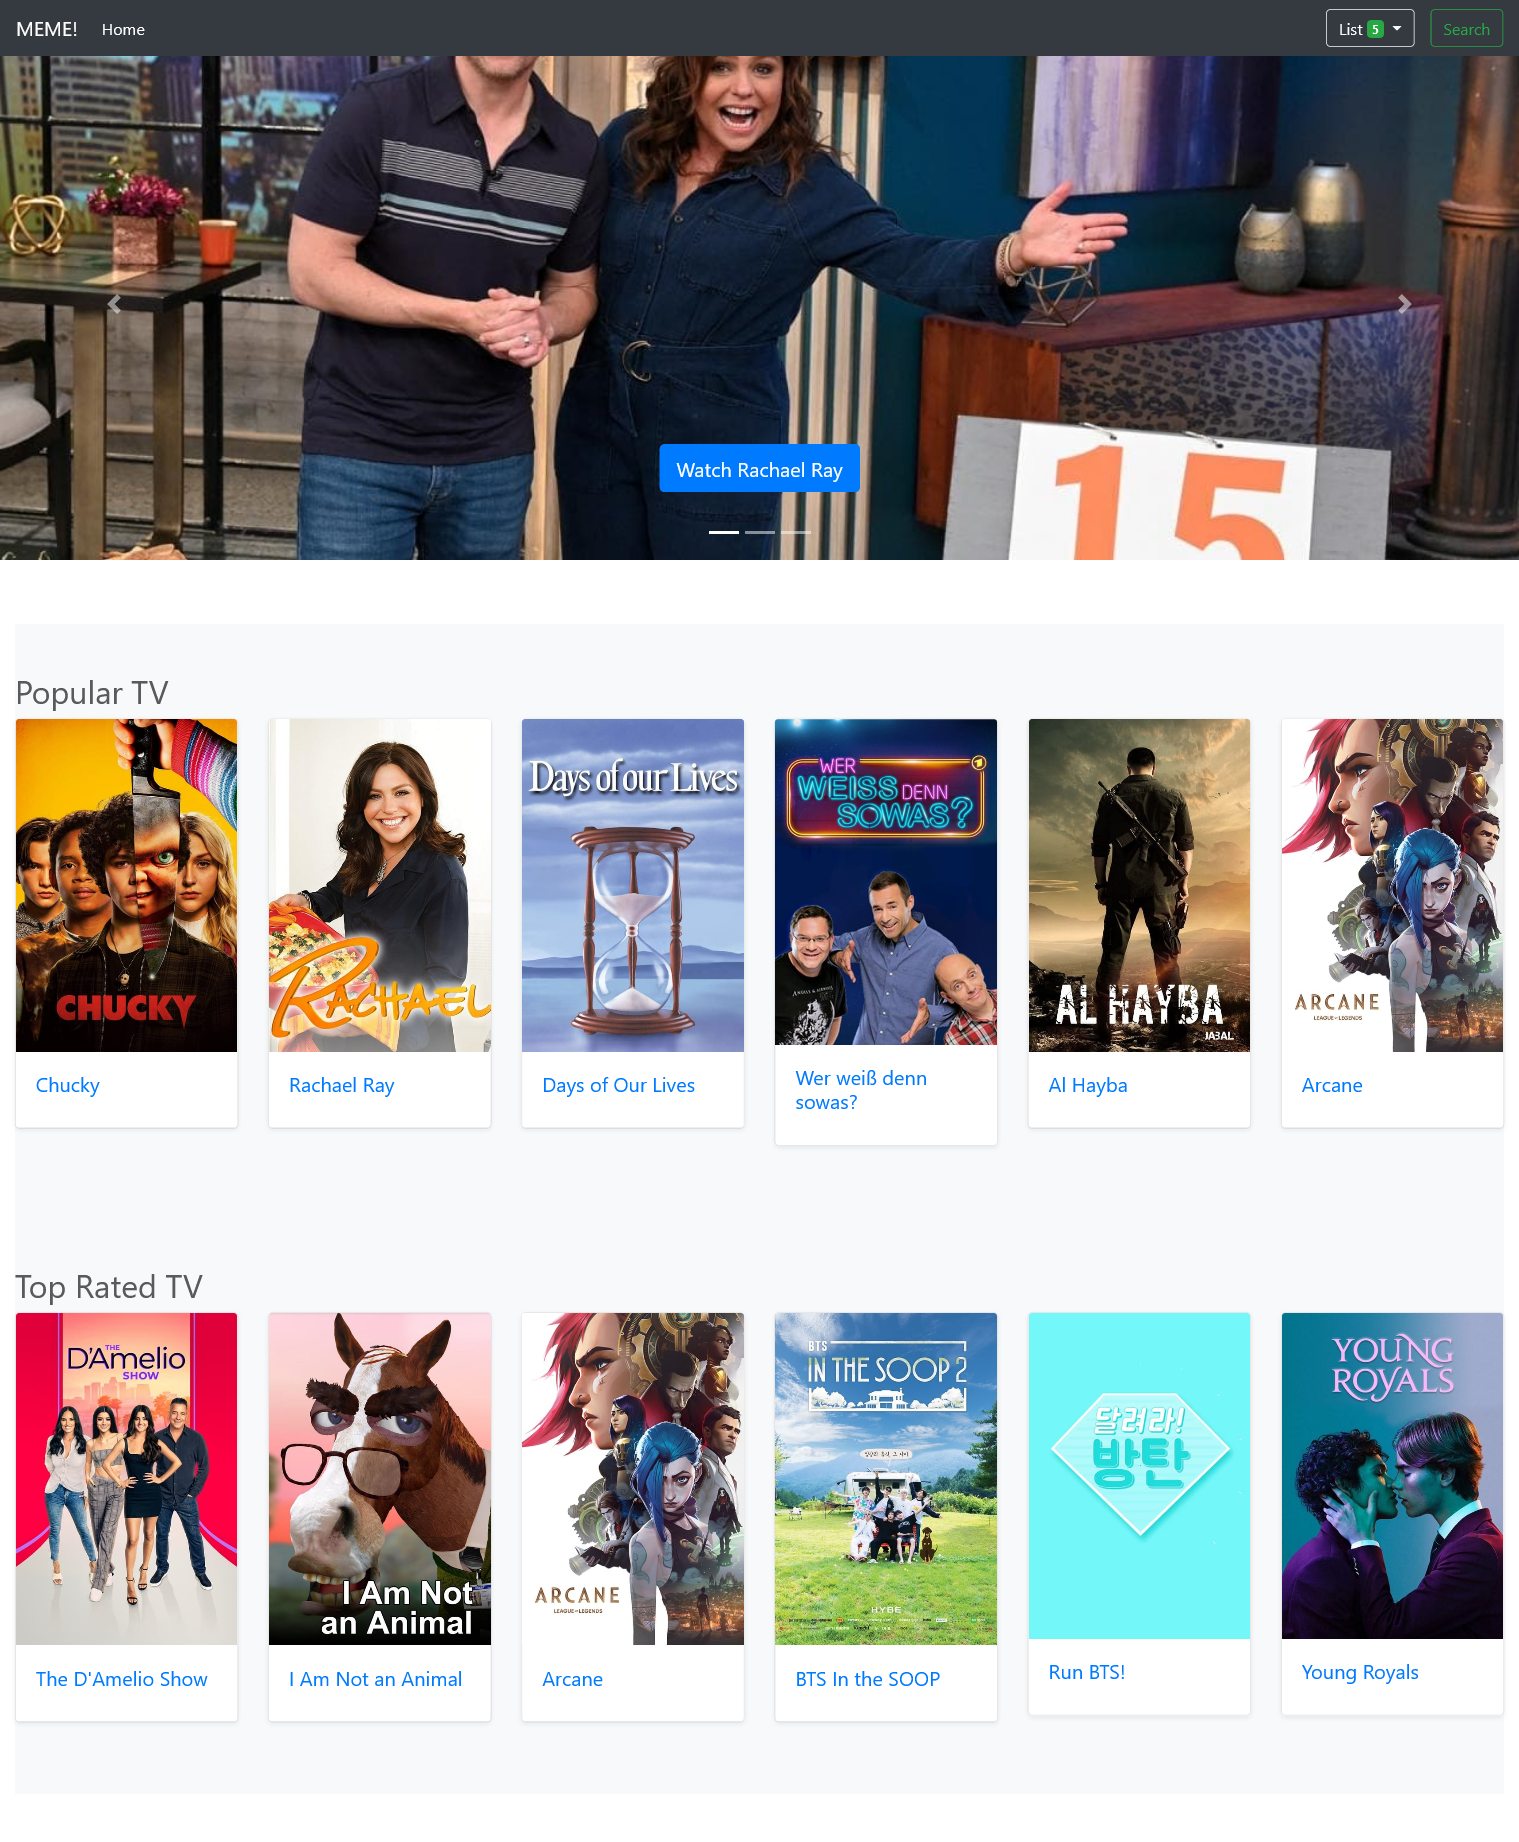 MEME!
Home
List 5
Search
15
Watch Rachael Ray
Popular TV
CHUCKY
RACHAEL
Days of our Lives
WER
WEISS DENN
SOWAS?
AL HAYBA
JABAL
ARCANE
LEAGUE OF LEGENDS
Chucky
Rachael Ray
Days of Our Lives
Wer weiß denn
sowas?
Al Hayba
Arcane
Top Rated TV
THE
D'Amelio
SHOW
I Am Not
an Animal
ARCANE
LEAGUE OF LEGENDS
BTS
IN THE SOOP 2
HYBE
달려라!
방탄
YOUNG
ROYALS
The D'Amelio Show
I Am Not an Animal
Arcane
BTS In the SOOP
Run BTS!
Young Royals